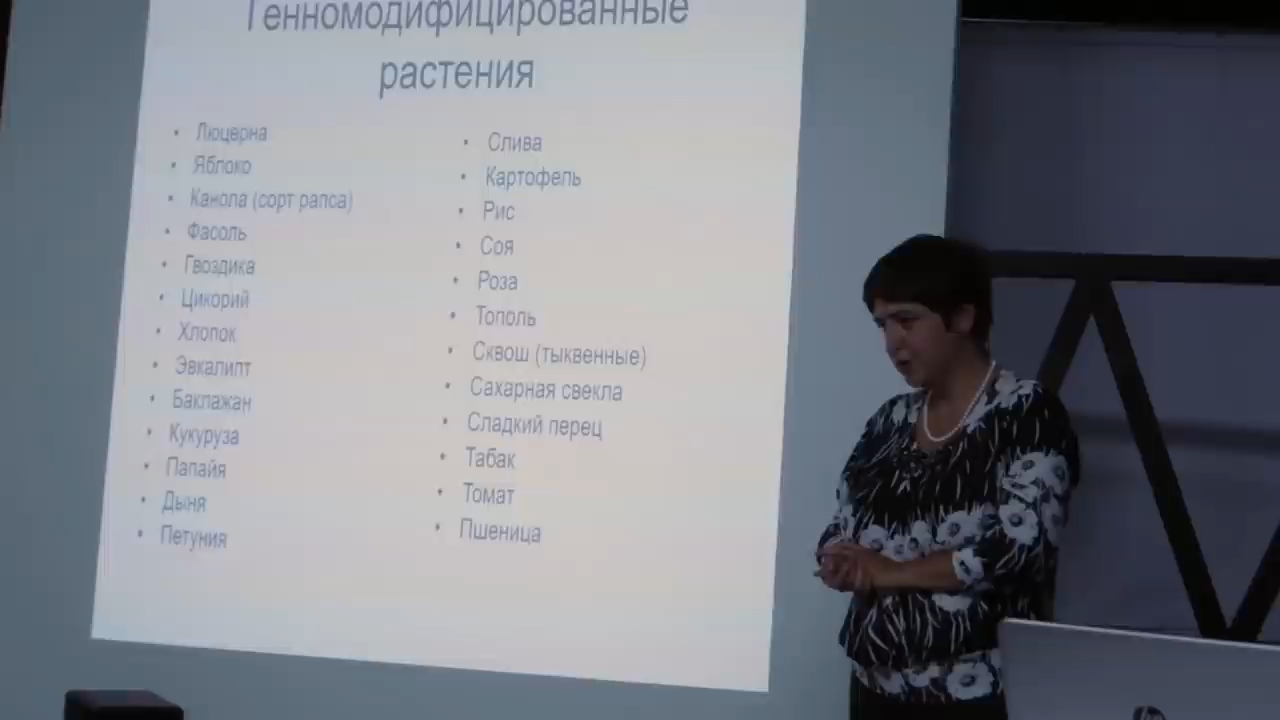 Генномодифицированные
растения
• Люцерна
• Яблоко
• Канола (сорт рапса)
• Фасоль
• Гвоздика
• Цикорий
• Хлопок
• Эвкалипт
• Баклажан
• Кукуруза
• Папайя
• Дыня
• Петуния
• Слива
• Картофель
• Рис
• Соя
• Роза
• Тополь
• Сквош (тыквенные)
• Сахарная свекла
• Сладкий перец
• Табак
• Томат
• Пшеница
hp